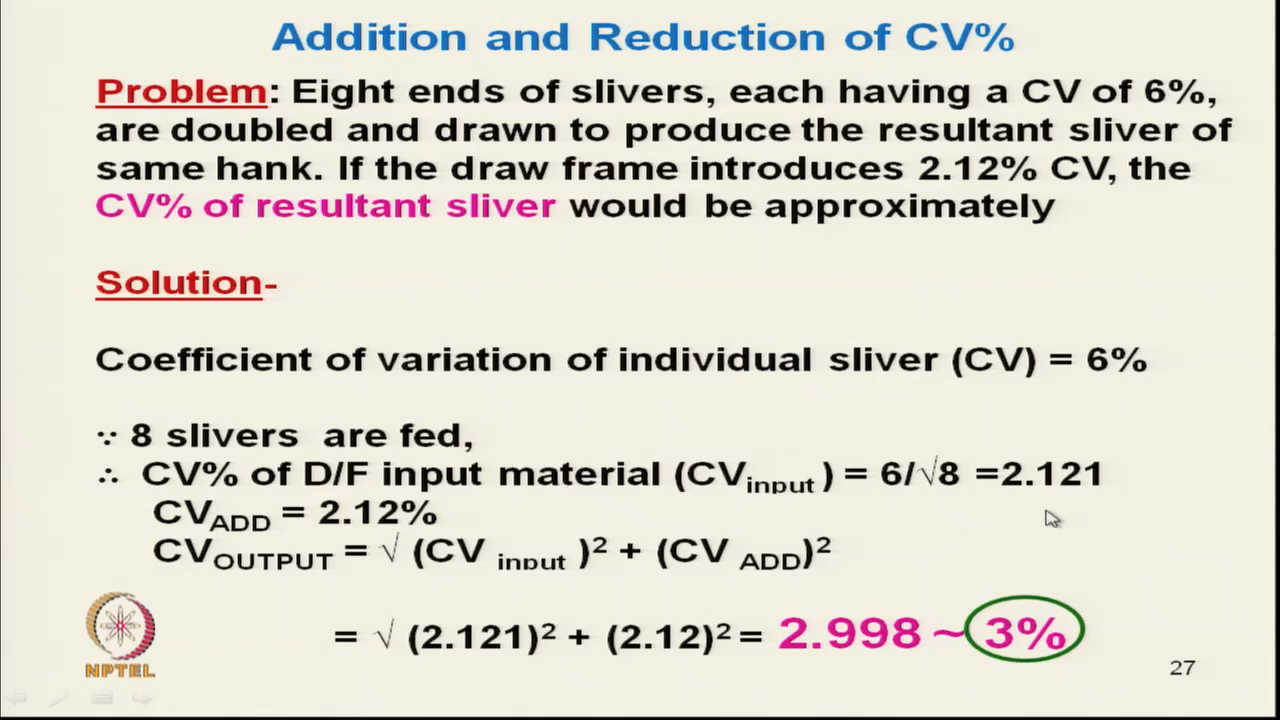 Addition and Reduction of CV%
Problem: Eight ends of slivers, each having a CV of 6%,
are doubled and drawn to produce the resultant sliver of
same hank. If the draw frame introduces 2.12% CV, the
CV% of resultant sliver would be approximately
Solution-
Coefficient of variation of individual sliver (CV) = 6%
∵ 8 slivers are fed,
∴ CV% of D/F input material (CVinput ) = 6/√8 =2.121
CVADD = 2.12%
CVOUTPUT = √ (CV input )² + (CV ADD)²
= √ (2.121)² + (2.12)² = 2.998 ~ 3%
NPTEL
27